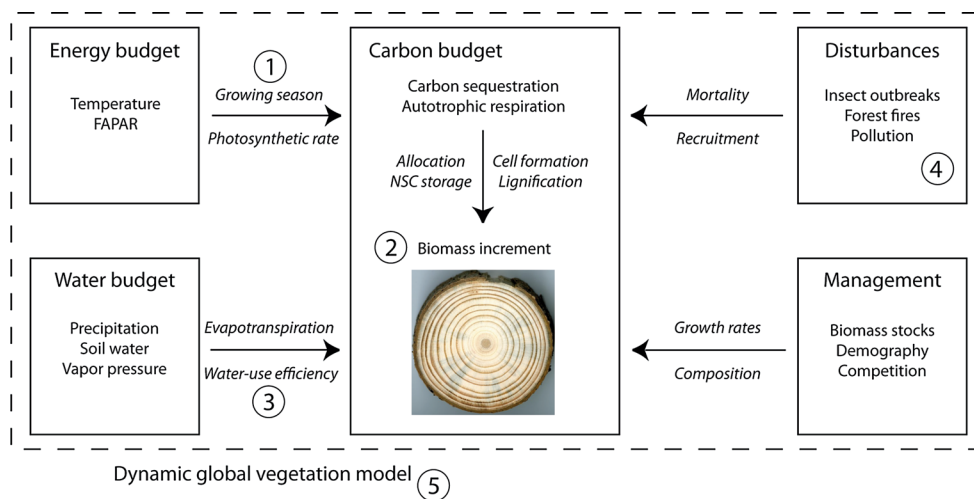 Energy budget
Temperature
FAPAR
1
Growing season
Photosynthetic rate
Carbon budget
Carbon sequestration
Autotrophic respiration
Allocation
NSC storage
Cell formation
Lignification
2
Biomass increment
Mortality
Recruitment
Disturbances
Insect outbreaks
Forest fires
Pollution
4
Water budget
Precipitation
Soil water
Vapor pressure
Evapotranspiration
Water-use efficiency
3
Growth rates
Composition
Management
Biomass stocks
Demography
Competition
Dynamic global vegetation model
5